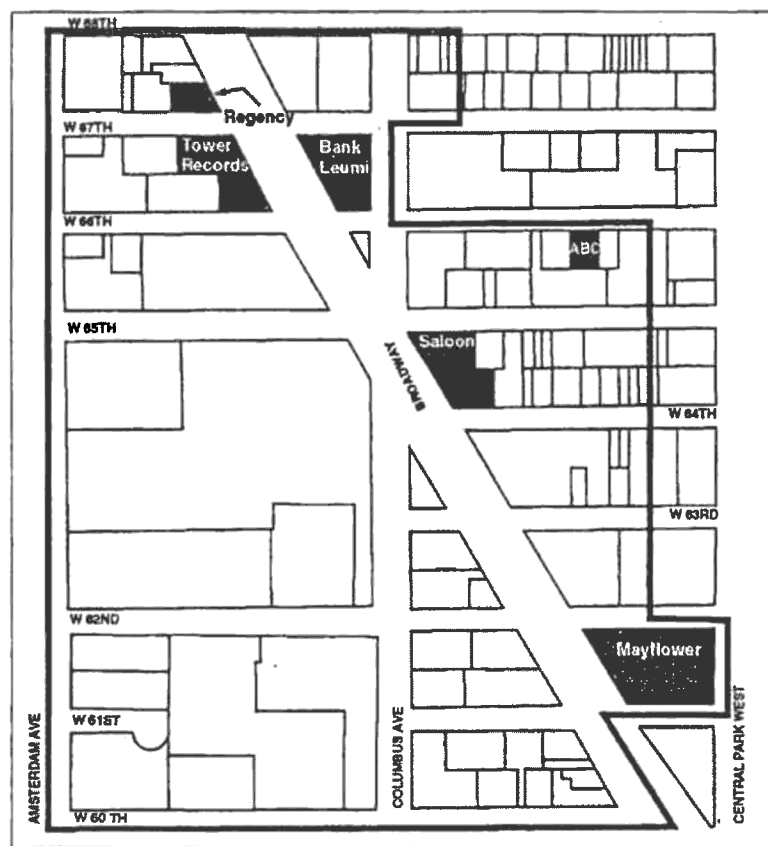 W 68TH
Regency
W 67TH
Tower
Records
Bank
Leumi
W 66TH
ABC
W 65TH
Saloon
BROADWAY
W 64TH
W 63RD
W 62ND
Mayflower
W 61ST
AMSTERDAM AVE
COLUMBUS AVE
CENTRAL PARK WEST
W 60 TH